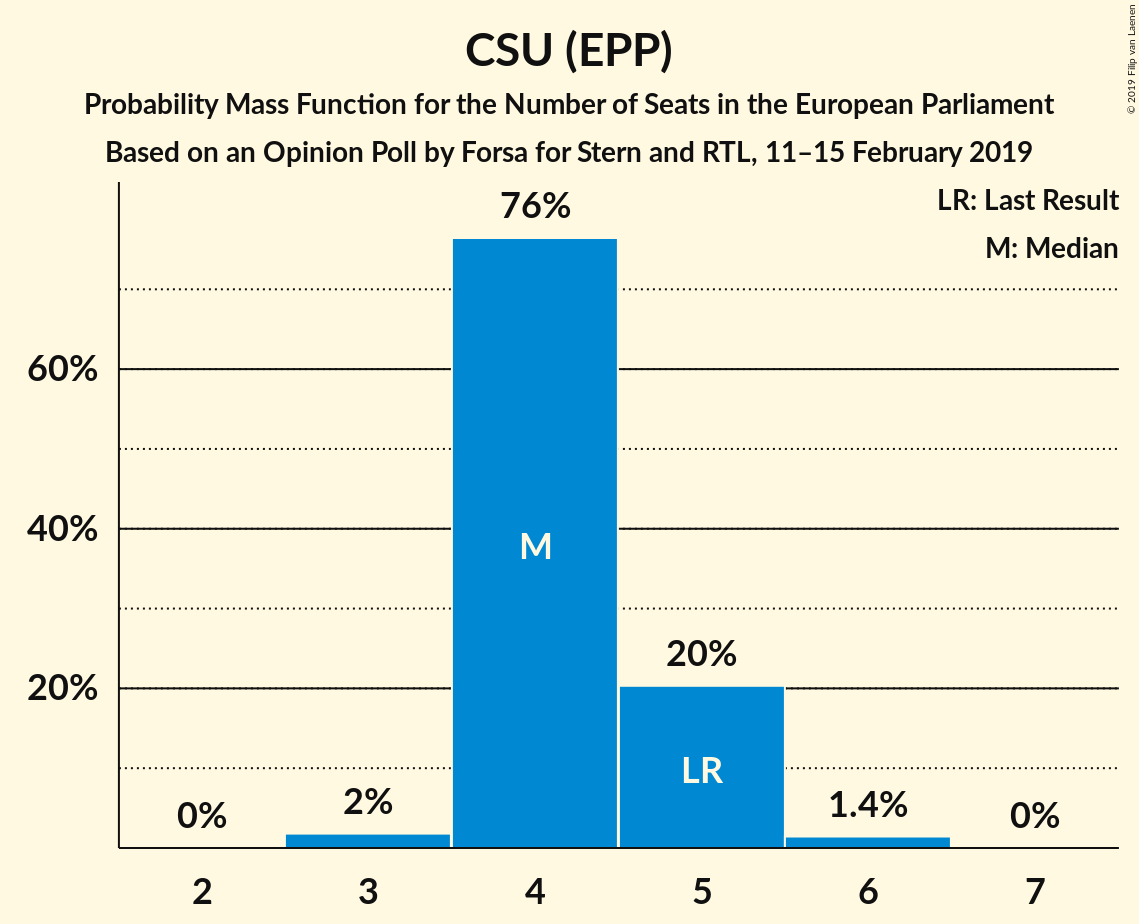 CSU (EPP)
Probability Mass Function for the Number of Seats in the European Parliament
Based on an Opinion Poll by Forsa for Stern and RTL, 11–15 February 2019
© 2019 Filip van Laenen
LR: Last Result
M: Median
76%
60%
40%
20%
M
20%
LR
0%
2%
1.4%
0%
2 3 4 5 6 7